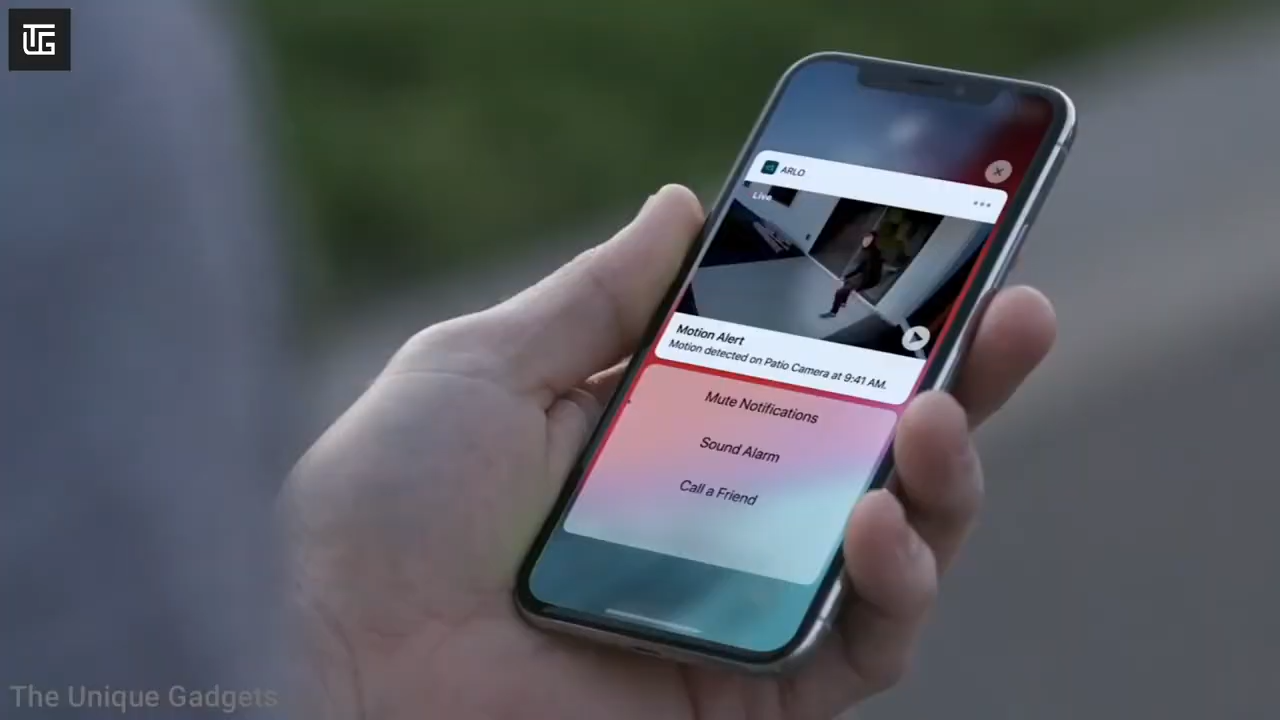 TUG
ARLO
Live
Motion Alert
Motion detected on Patio Camera at 9:41 AM.
Mute Notifications
Sound Alarm
Call a Friend
The Unique Gadgets